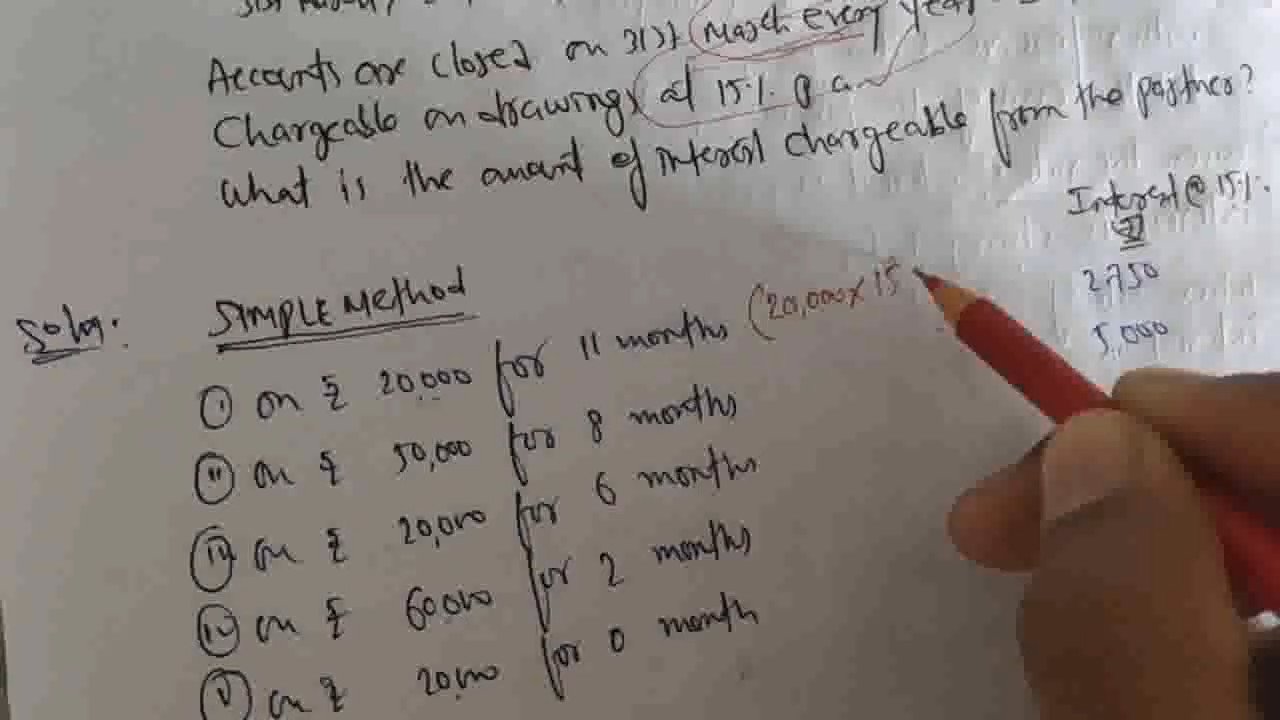 Accounts are closed on 31st March every year
Chargeable on drawings at 15% p a
What is the amount of interest chargeable from the partner?
Interest @ 15%
₹
Soln:
SIMPLE METHOD
(i) on ₹ 20,000 for 11 months (20,000 x 15
2,750
(ii) on ₹ 50,000 for 8 months
5,000
(iii) on ₹ 20,000 for 6 months
(iv) on ₹ 60,000 for 2 months
(v) on ₹ 20,000 for 0 month